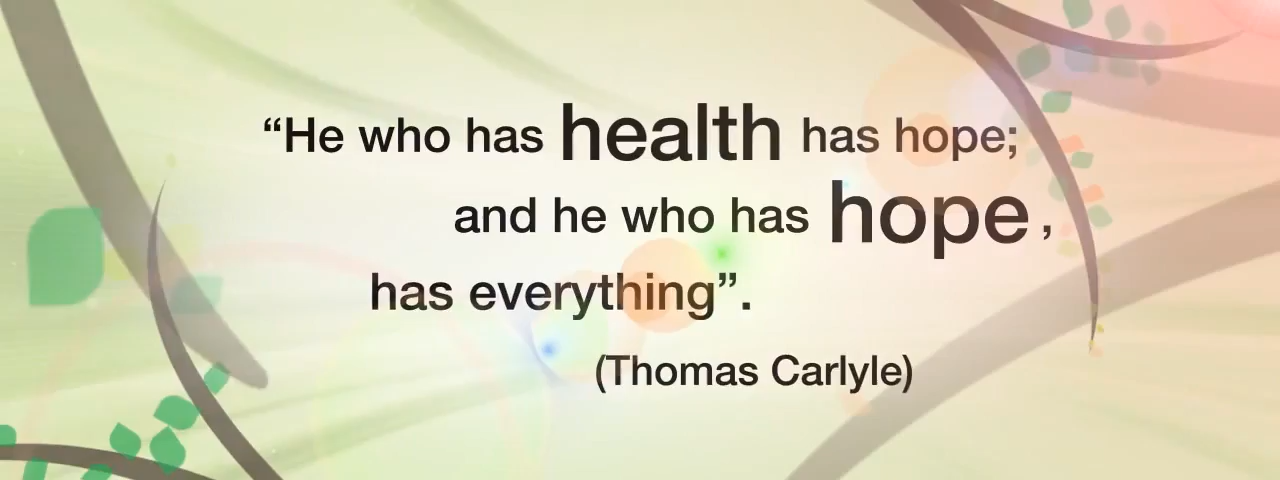 “He who has health has hope;
and he who has hope ,
has everything”.
(Thomas Carlyle)